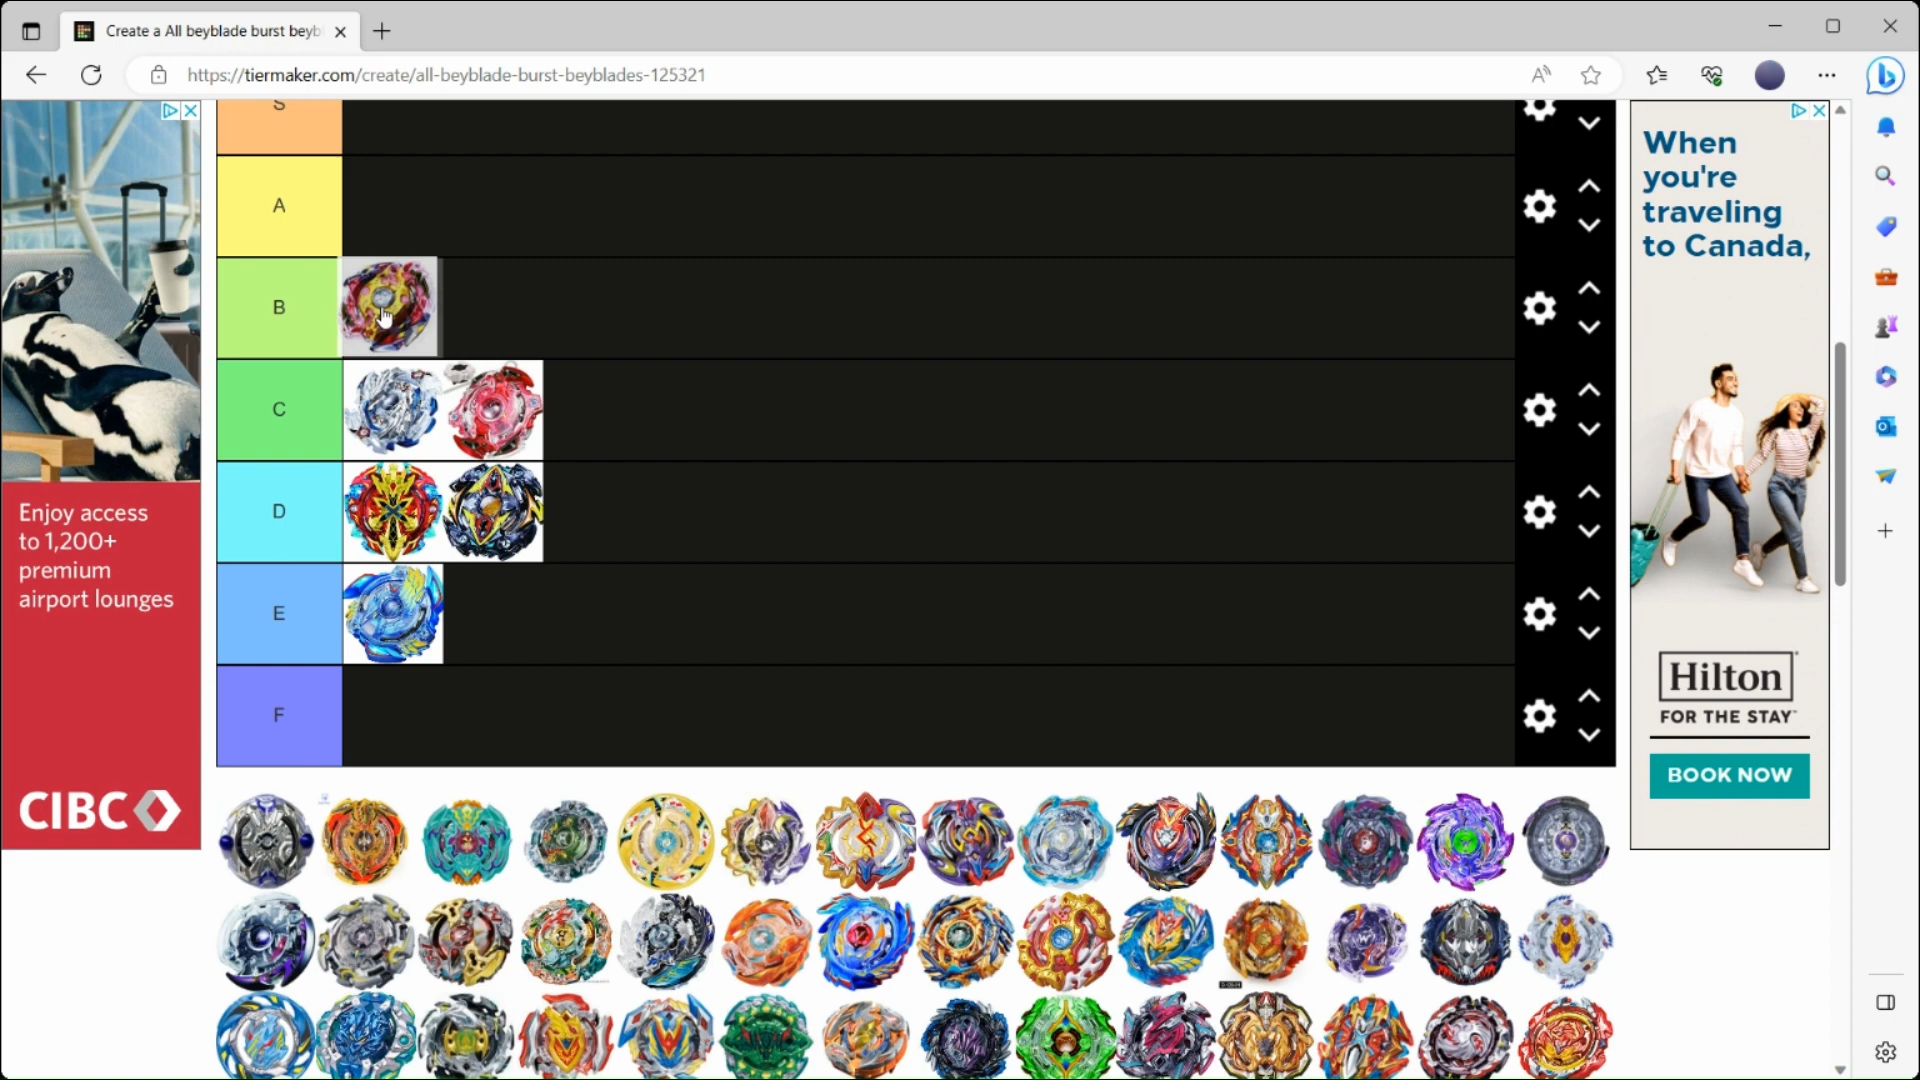 Create a All beyblade burst beyb
https://tiermaker.com/create/all-beyblade-burst-beyblades-125321
S
A
B
C
D
E
F
Enjoy access
to 1,200+
premium
airport lounges
CIBC
When
you're
traveling
to Canada,
Hilton
FOR THE STAY
BOOK NOW